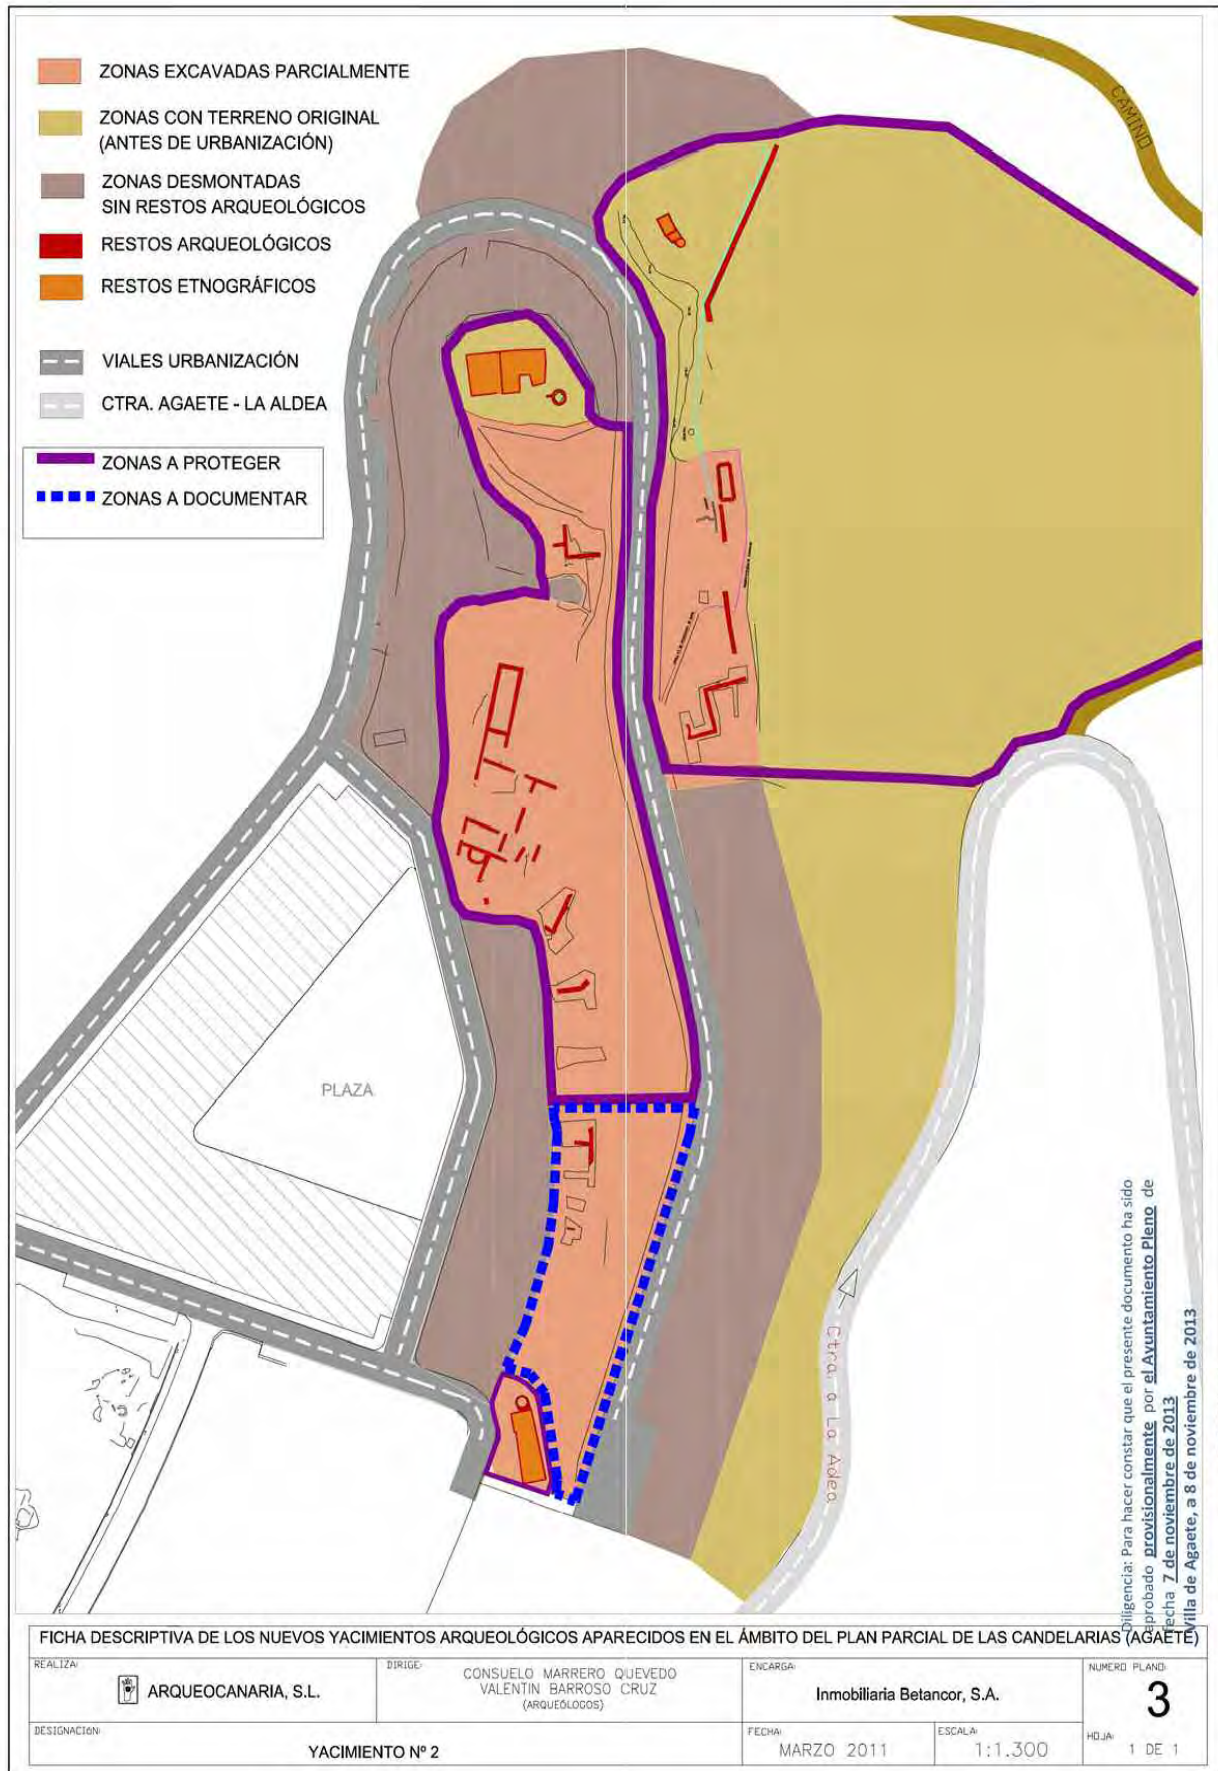 ZONAS EXCAVADAS PARCIALMENTE
ZONAS CON TERRENO ORIGINAL
(ANTES DE URBANIZACIÓN)
ZONAS DESMONTADAS
SIN RESTOS ARQUEOLÓGICOS
RESTOS ARQUEOLÓGICOS
RESTOS ETNOGRÁFICOS
VIALES URBANIZACIÓN
CTRA. AGAETE - LA ALDEA
ZONAS A PROTEGER
ZONAS A DOCUMENTAR
CAMINO
PLAZA
Ctra. a La Adea
Diligencia: Para hacer constar que el presente documento ha sido
aprobado provisionalmente por el Ayuntamiento Pleno de
fecha 7 de noviembre de 2013
Villa de Agaete, a 8 de noviembre de 2013
FICHA DESCRIPTIVA DE LOS NUEVOS YACIMIENTOS ARQUEOLÓGICOS APARECIDOS EN EL ÁMBITO DEL PLAN PARCIAL DE LAS CANDELARIAS (AGAETE)
REALIZA:
ARQUEOCANARIA, S.L.
DIRIGE:
CONSUELO MARRERO QUEVEDO
VALENTIN BARROSO CRUZ
(ARQUEÓLOGOS)
ENCARGA:
Inmobiliaria Betancor, S.A.
NUMERO PLANO:
3
DESIGNACIÓN:
YACIMIENTO Nº 2
FECHA:
MARZO 2011
ESCALA:
1:1.300
HOJA:
1 DE 1